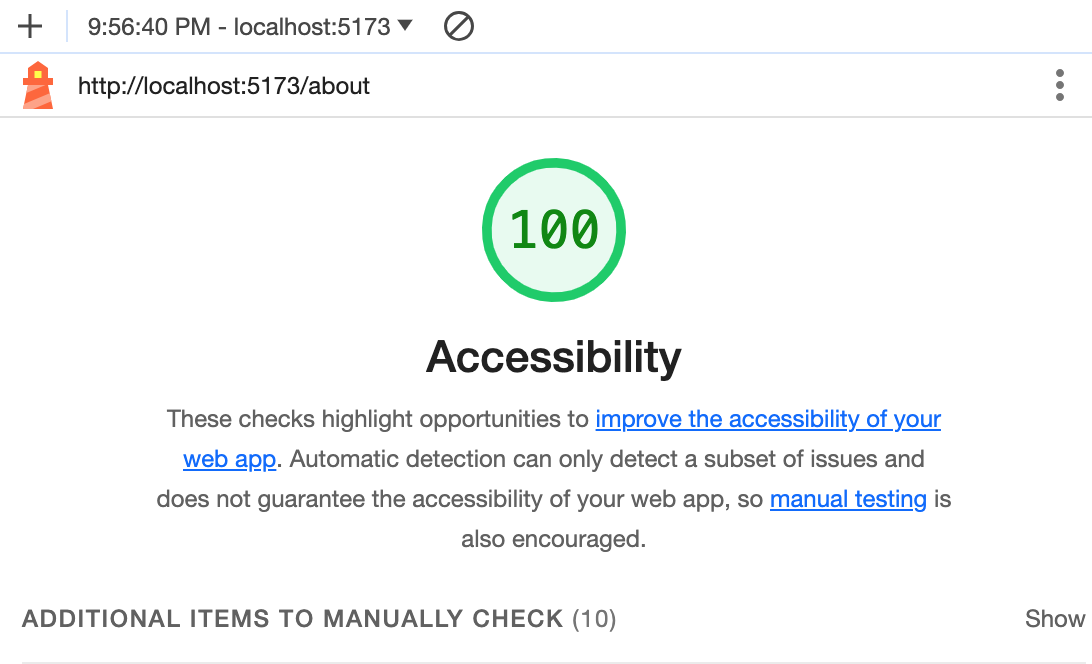 9:56:40 PM - localhost:5173
http://localhost:5173/about
100
Accessibility
These checks highlight opportunities to improve the accessibility of your
web app. Automatic detection can only detect a subset of issues and
does not guarantee the accessibility of your web app, so manual testing is
also encouraged.
ADDITIONAL ITEMS TO MANUALLY CHECK (10) Show